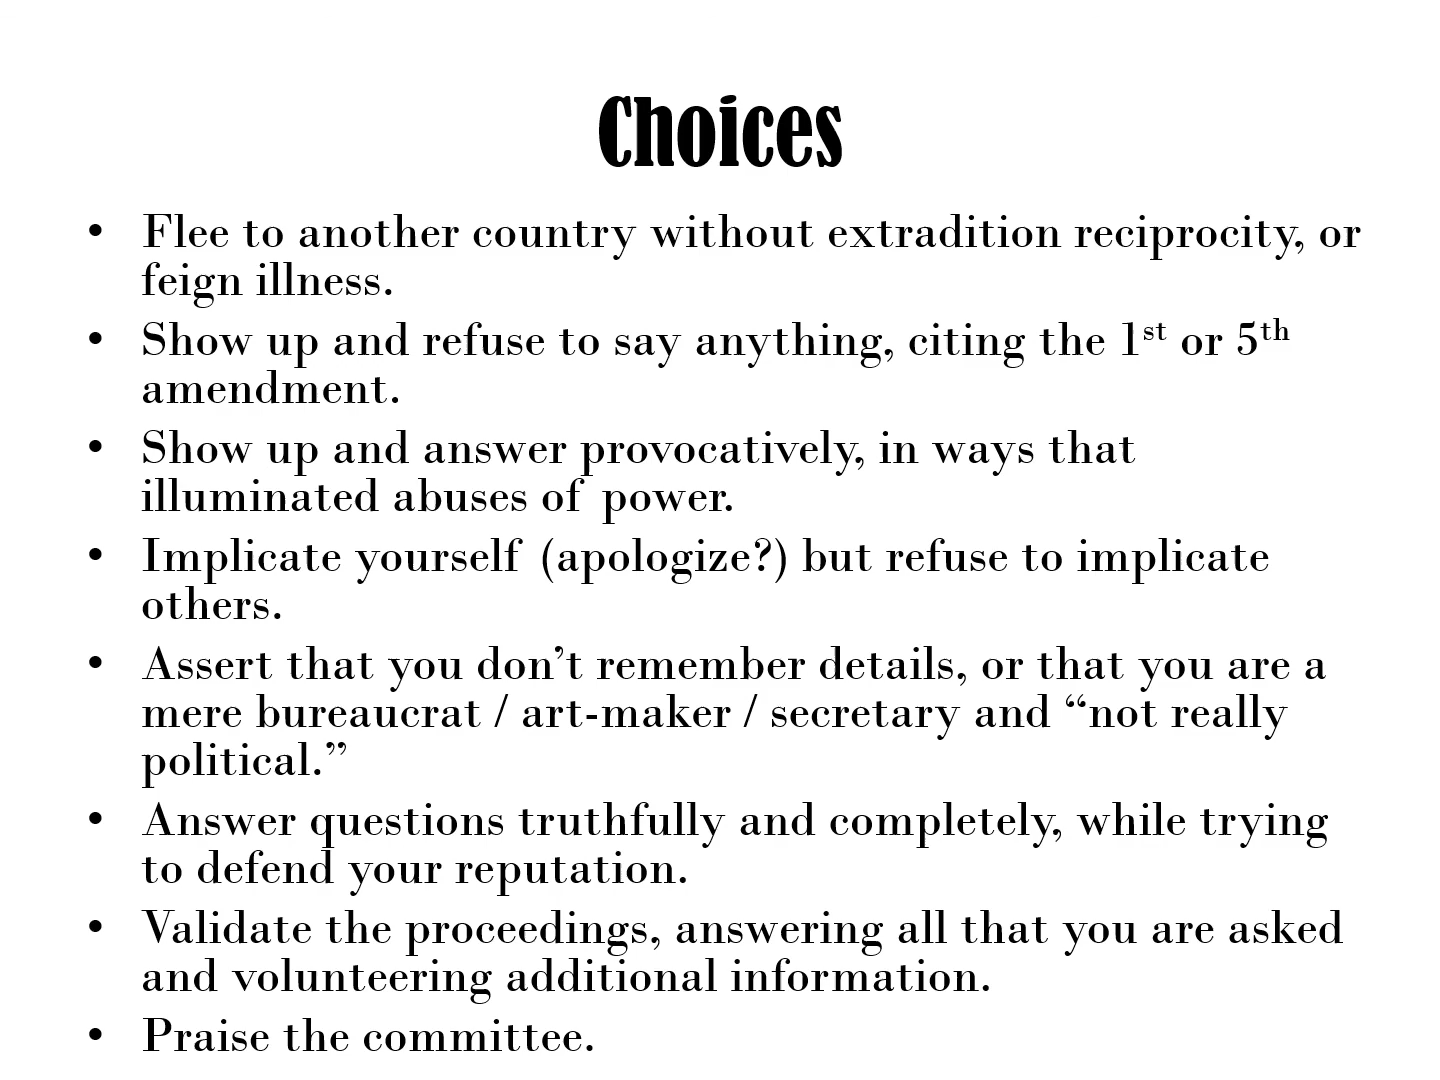 Choices
• Flee to another country without extradition reciprocity, or
feign illness.
• Show up and refuse to say anything, citing the 1st or 5th
amendment.
• Show up and answer provocatively, in ways that
illuminated abuses of power.
• Implicate yourself (apologize?) but refuse to implicate
others.
• Assert that you don’t remember details, or that you are a
mere bureaucrat / art-maker / secretary and “not really
political.”
• Answer questions truthfully and completely, while trying
to defend your reputation.
• Validate the proceedings, answering all that you are asked
and volunteering additional information.
• Praise the committee.